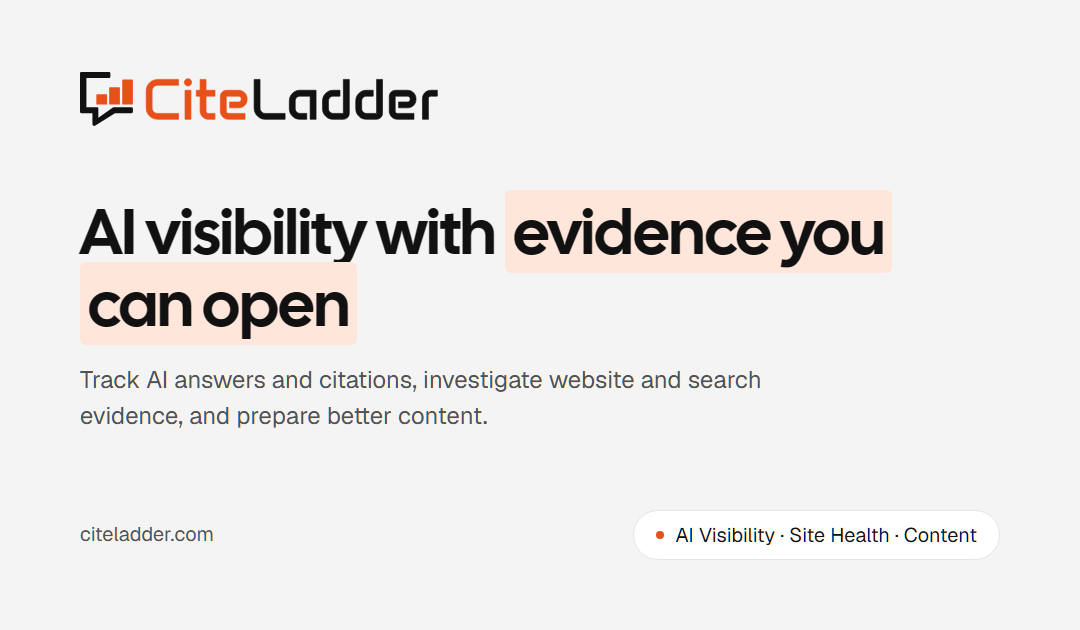 CiteLadder
AI visibility with evidence you
can open
Track AI answers and citations, investigate website and search
evidence, and prepare better content.
citeladder.com
AI Visibility · Site Health · Content